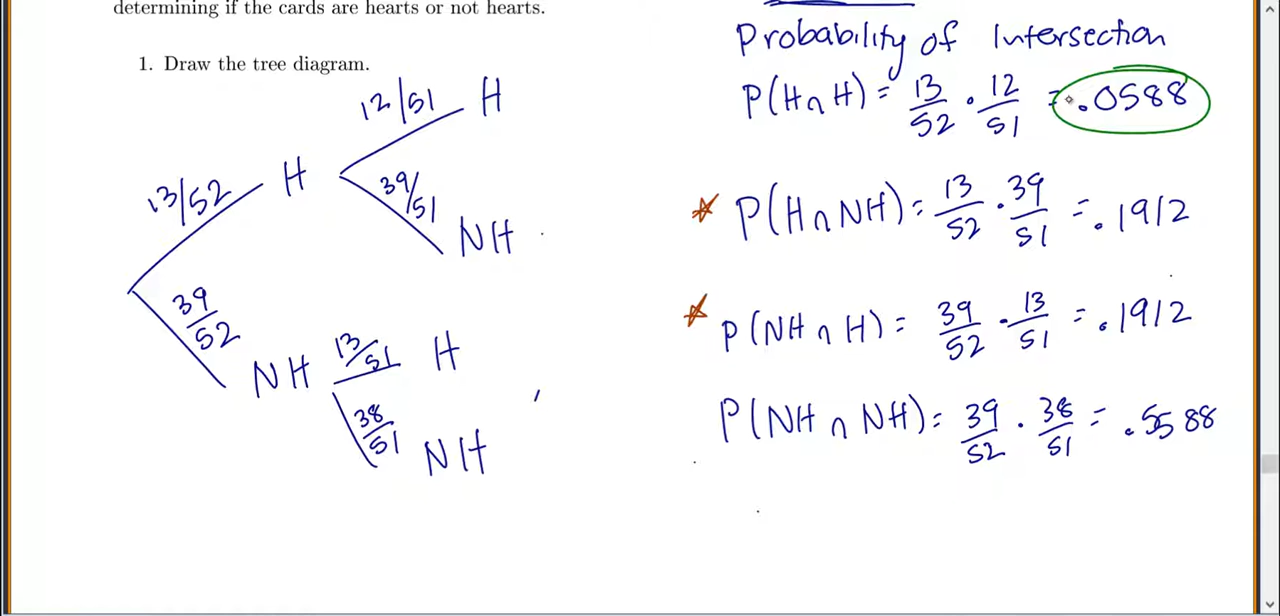 determining if the cards are hearts or not hearts.
1. Draw the tree diagram.
12/51 H
13/52 H
39/51
NH
39/52
NH 13/51 H
38/51
NH
Probability of Intersection
P(H∩H) = 13/52 · 12/51 = .0588
P(H∩NH) = 13/52 · 39/51 = .1912
P(NH∩H) = 39/52 · 13/51 = .1912
P(NH∩NH) = 39/52 · 38/51 = .5588